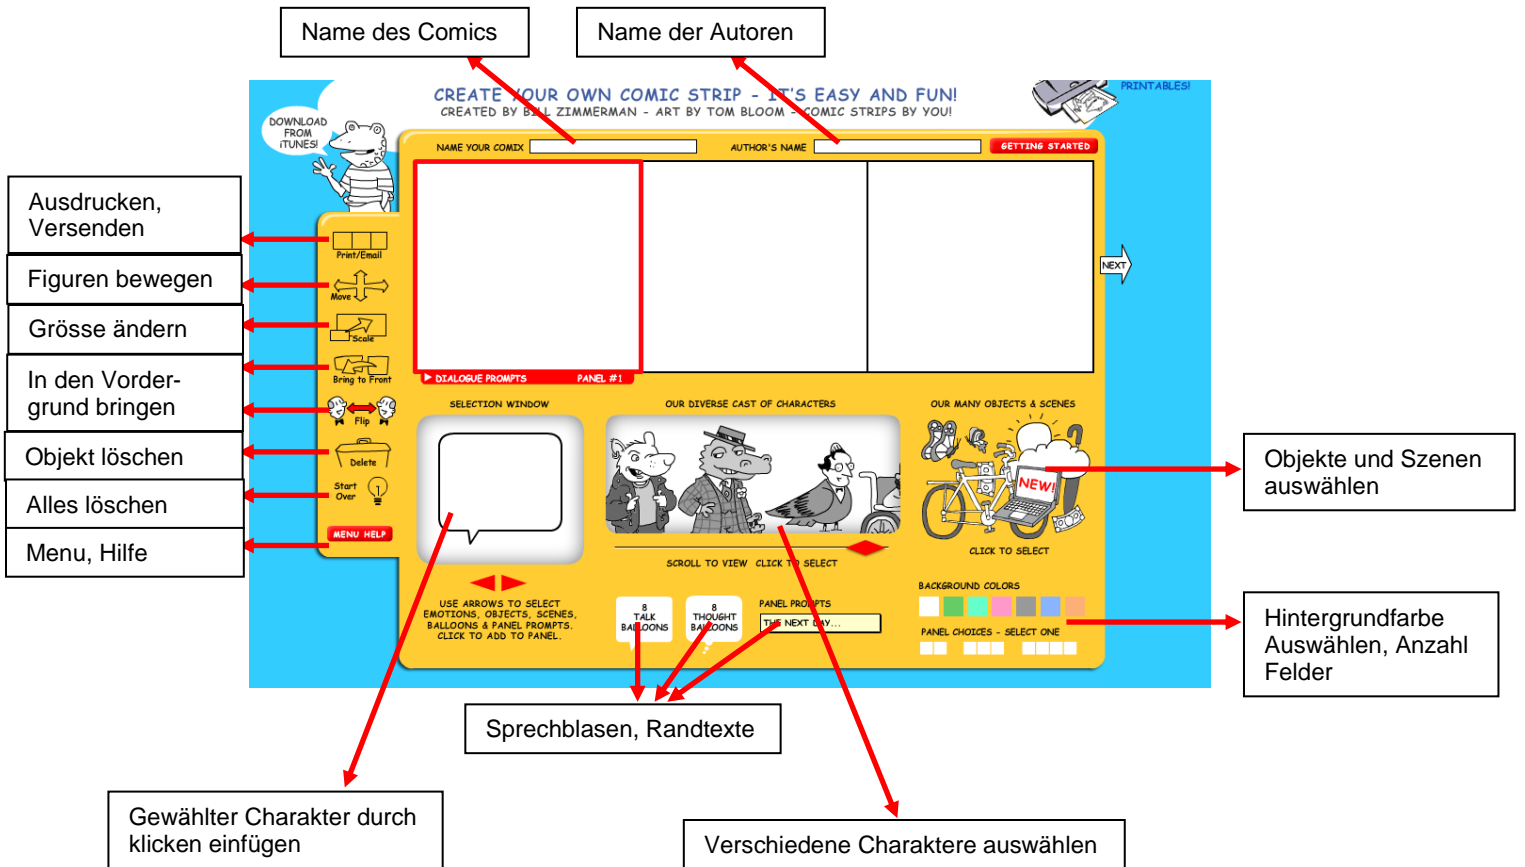 Name des Comics
Name der Autoren
CREATE YOUR OWN COMIC STRIP - IT'S EASY AND FUN!
CREATED BY BILL ZIMMERMAN - ART BY TOM BLOOM - COMIC STRIPS BY YOU!
PRINTABLES!
DOWNLOAD
FROM
iTUNES!
NAME YOUR COMIX
AUTHOR'S NAME
GETTING STARTED
Ausdrucken,
Versenden
Figuren bewegen
Grösse ändern
In den Vorder-
grund bringen
Objekt löschen
Alles löschen
Menu, Hilfe
Print/Email
Move
Scale
Bring to Front
Flip
Delete
Start
Over
MENU HELP
NEXT
DIALOGUE PROMPTS PANEL #1
SELECTION WINDOW
OUR DIVERSE CAST OF CHARACTERS
OUR MANY OBJECTS & SCENES
NEW!
CLICK TO SELECT
SCROLL TO VIEW CLICK TO SELECT
USE ARROWS TO SELECT
EMOTIONS, OBJECTS, SCENES,
BALLOONS & PANEL PROMPTS.
CLICK TO ADD TO PANEL.
8
TALK
BALLOONS
8
THOUGHT
BALLOONS
PANEL PROMPTS
THE NEXT DAY...
BACKGROUND COLORS
PANEL CHOICES - SELECT ONE
Objekte und Szenen
auswählen
Hintergrundfarbe
Auswählen, Anzahl
Felder
Sprechblasen, Randtexte
Gewählter Charakter durch
klicken einfügen
Verschiedene Charaktere auswählen